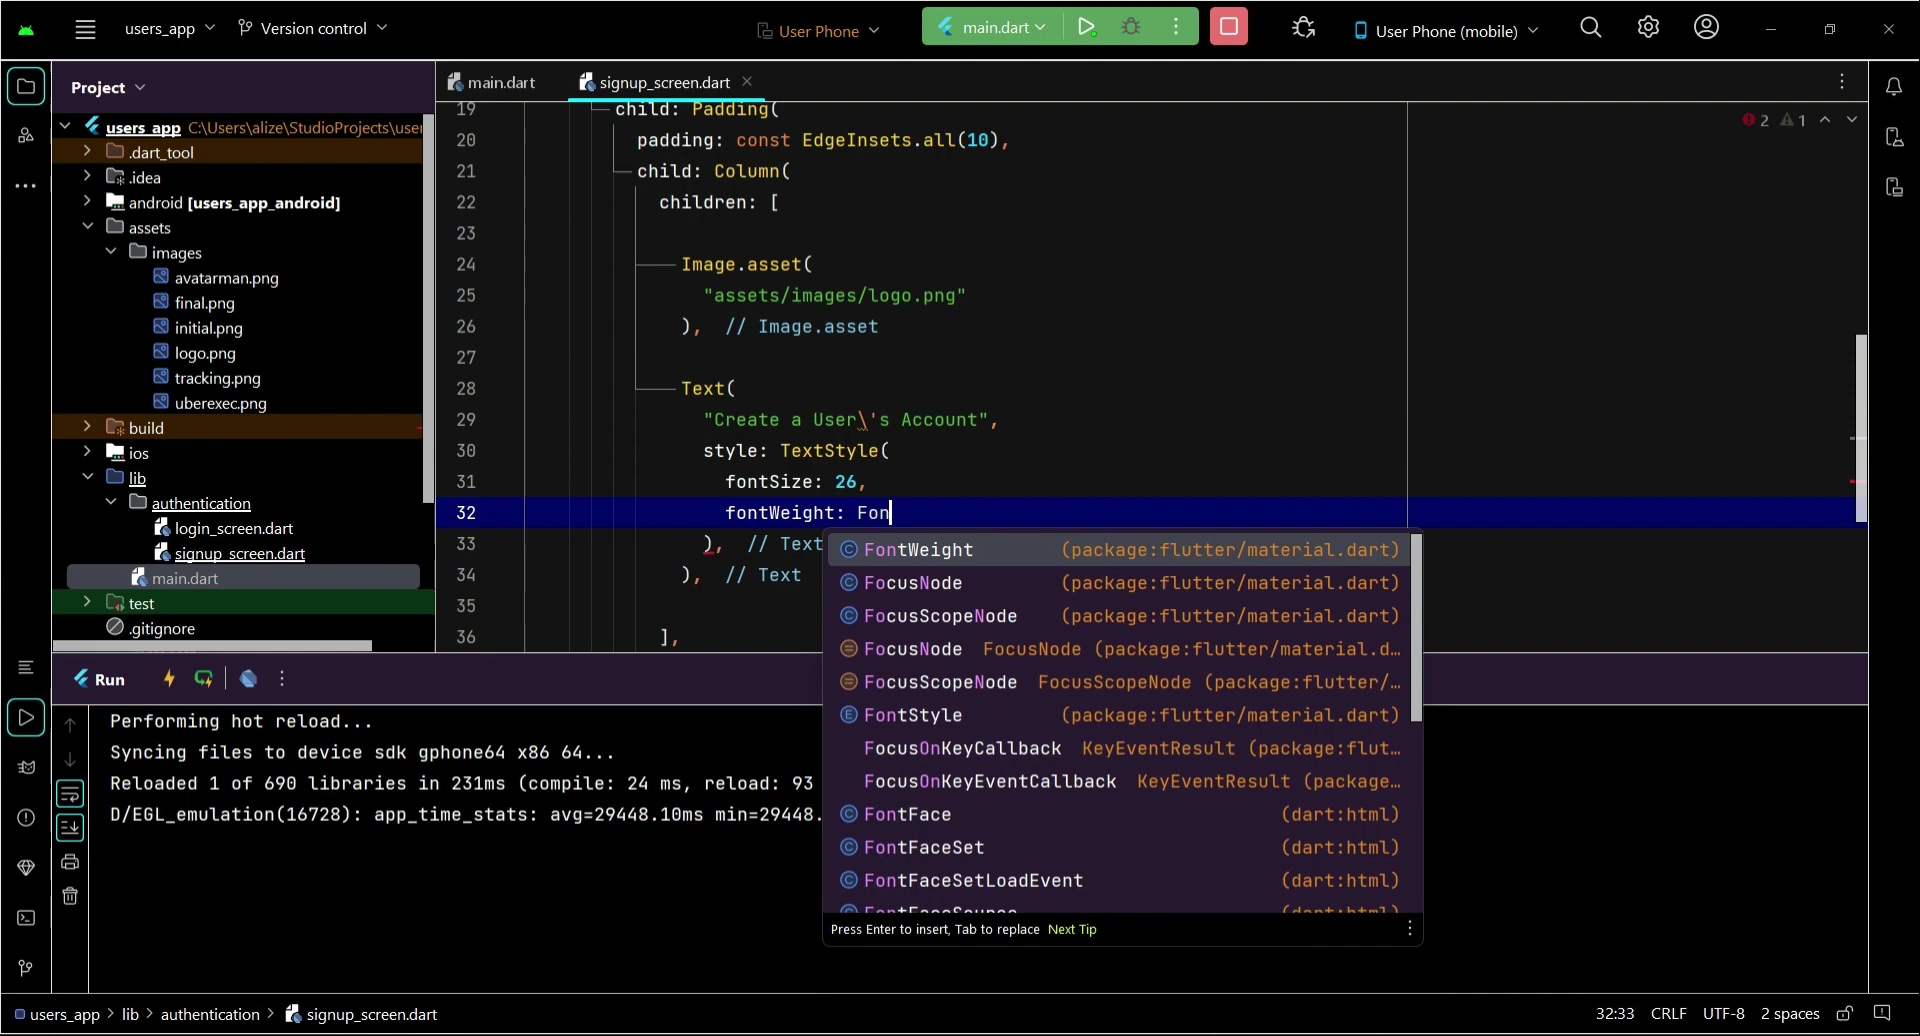 users_app
Version control
User Phone
main.dart
User Phone (mobile)
Project
main.dart
signup_screen.dart
users_app C:\Users\alize\StudioProjects\user
.dart_tool
.idea
android [users_app_android]
assets
images
avatarman.png
final.png
initial.png
logo.png
tracking.png
uberexec.png
build
ios
lib
authentication
login_screen.dart
signup_screen.dart
main.dart
test
.gitignore
2 1
19 child: Padding(
20 padding: const EdgeInsets.all(10),
21 child: Column(
22 children: [
23
24 Image.asset(
25 "assets/images/logo.png"
26 ), // Image.asset
27
28 Text(
29 "Create a User\'s Account",
30 style: TextStyle(
31 fontSize: 26,
32 fontWeight: Fon
33 ), // Text
34 ), // Text
35
36 ],
FontWeight (package:flutter/material.dart)
FocusNode (package:flutter/material.dart)
FocusScopeNode (package:flutter/material.dart)
FocusNode FocusNode (package:flutter/material.d…
FocusScopeNode FocusScopeNode (package:flutter/…
FontStyle (package:flutter/material.dart)
FocusOnKeyCallback KeyEventResult (package:flut…
FocusOnKeyEventCallback KeyEventResult (package…
FontFace (dart:html)
FontFaceSet (dart:html)
FontFaceSetLoadEvent (dart:html)
FontFaceSource (dart:html)
Press Enter to insert, Tab to replace Next Tip
Run
Performing hot reload...
Syncing files to device sdk gphone64 x86 64...
Reloaded 1 of 690 libraries in 231ms (compile: 24 ms, reload: 93
D/EGL_emulation(16728): app_time_stats: avg=29448.10ms min=29448.
users_app > lib > authentication > signup_screen.dart
32:33 CRLF UTF-8 2 spaces